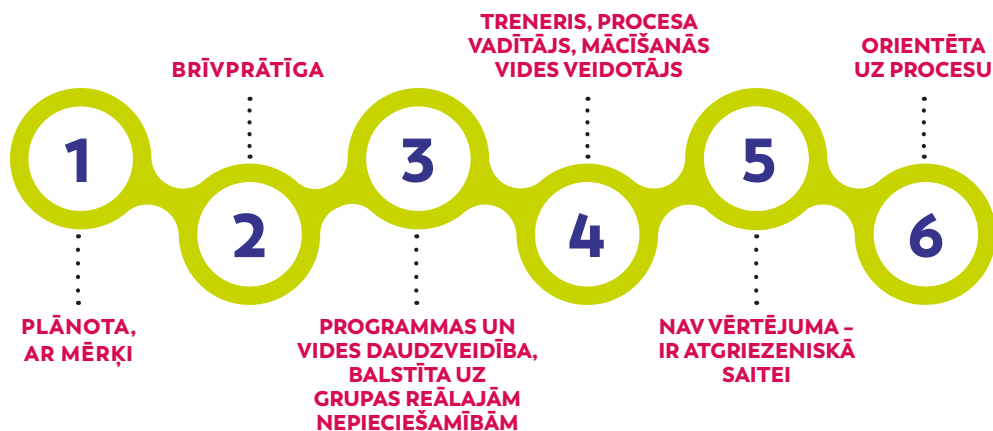 1
PLĀNOTA,
AR MĒRĶI
2
BRĪVPRĀTĪGA
3
PROGRAMMAS UN
VIDES DAUDZVEIDĪBA,
BALSTĪTA UZ
GRUPAS REĀLAJĀM
NEPIECIEŠAMĪBĀM
4
TRENERIS, PROCESA
VADĪTĀJS, MĀCĪŠANĀS
VIDES VEIDOTĀJS
5
NAV VĒRTĒJUMA –
IR ATGRIEZENISKĀ
SAITEI
6
ORIENTĒTA
UZ PROCESU